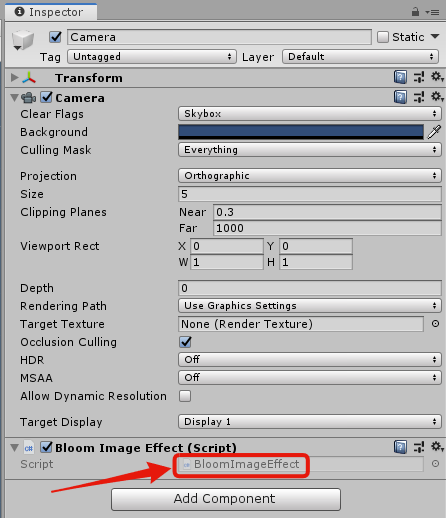 Inspector
Camera Static
Tag Untagged Layer Default
Transform
Camera
Clear Flags Skybox
Background
Culling Mask Everything
Projection Orthographic
Size 5
Clipping Planes Near 0.3
Far 1000
Viewport Rect X 0 Y 0
W 1 H 1
Depth 0
Rendering Path Use Graphics Settings
Target Texture None (Render Texture)
Occlusion Culling
HDR Off
MSAA Off
Allow Dynamic Resolution
Target Display Display 1
Bloom Image Effect (Script)
Script BloomImageEffect
Add Component